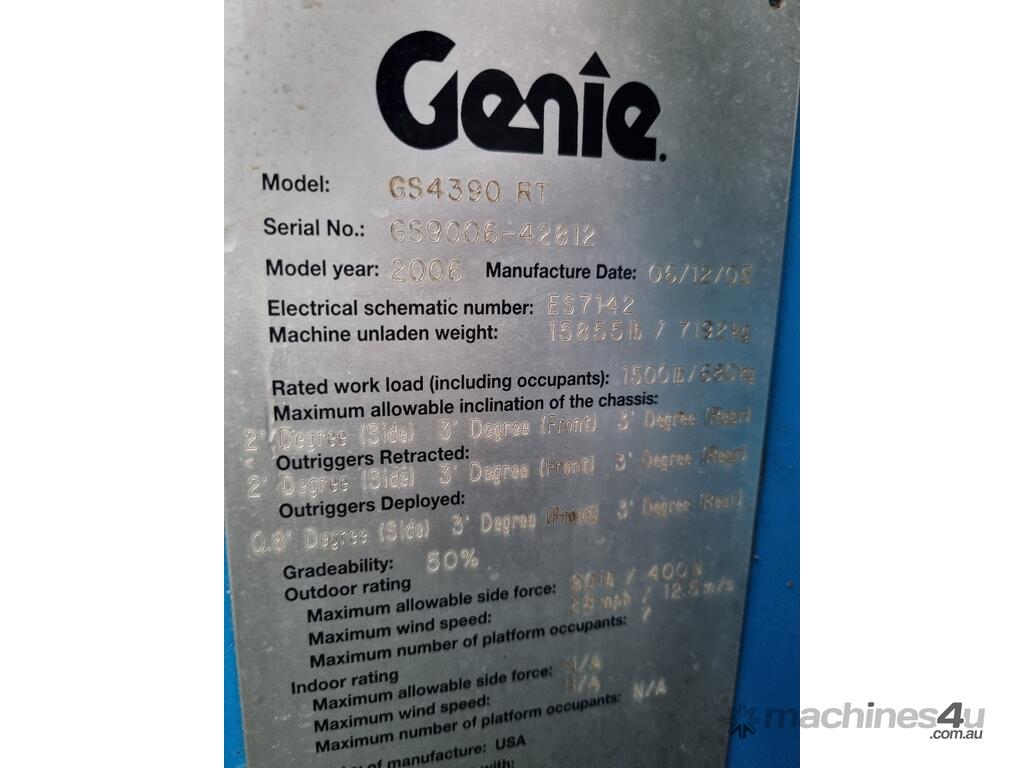 Genie.
Model: GS4390 RT
Serial No.: GS9006-42812
Model year: 2006 Manufacture Date: 06/12/05
Electrical schematic number: ES7142
Machine unladen weight: 15855lb / 7192kg
Rated work load (including occupants): 1500lb/680kg
Maximum allowable inclination of the chassis:
2' Degree (Side) 3' Degree (Front) 3' Degree (Rear)
Outriggers Retracted:
2' Degree (Side) 3' Degree (Front) 3' Degree (Rear)
Outriggers Deployed:
0.8' Degree (Side) 3' Degree (Front) 3' Degree (Rear)
Gradeability: 50%
Outdoor rating
Maximum allowable side force: 90lb / 400N
Maximum wind speed: 28 mph / 12.5m/s
Maximum number of platform occupants: 7
Indoor rating
Maximum allowable side force: N/A
Maximum wind speed: N/A
Maximum number of platform occupants: N/A
of manufacture: USA
with:
machines4u
.com.au